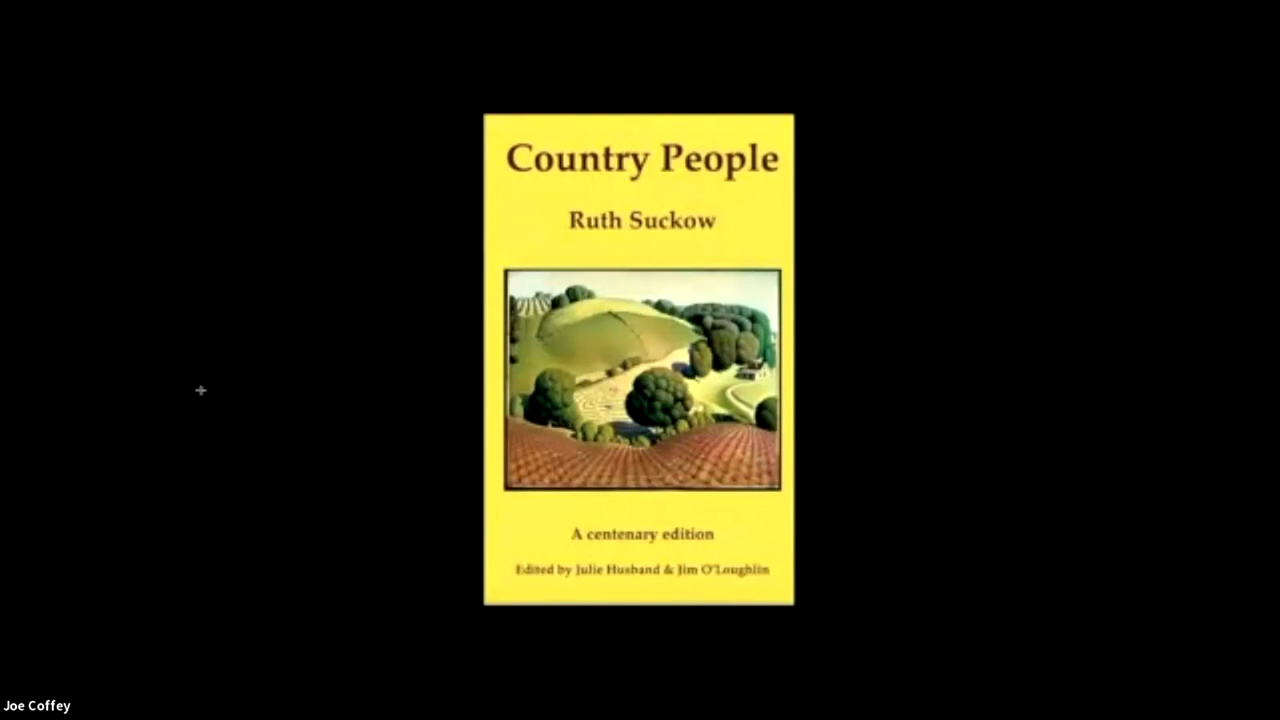 Country People
Ruth Suckow
A centenary edition
Edited by Julie Husband & Jim O'Loughlin
Joe Coffey